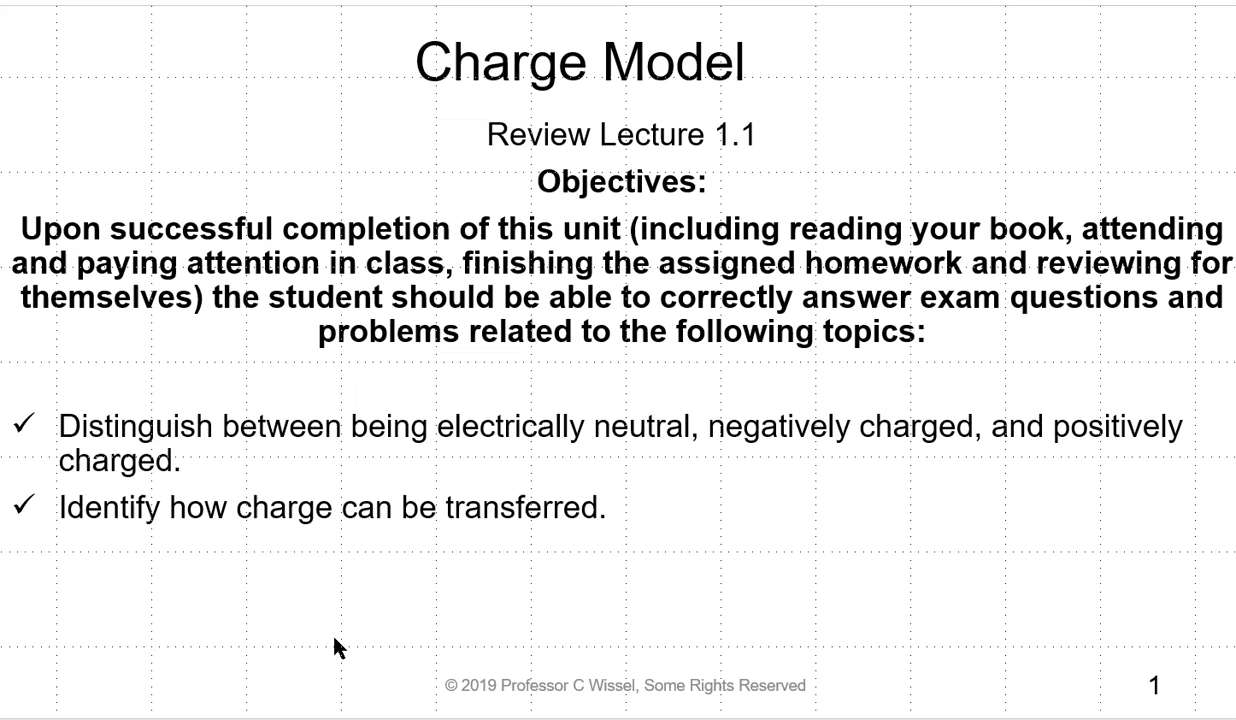 Charge Model
Review Lecture 1.1
Objectives:
Upon successful completion of this unit (including reading your book, attending
and paying attention in class, finishing the assigned homework and reviewing for
themselves) the student should be able to correctly answer exam questions and
problems related to the following topics:
✓ Distinguish between being electrically neutral, negatively charged, and positively
charged.
✓ Identify how charge can be transferred.
© 2019 Professor C Wissel, Some Rights Reserved
1